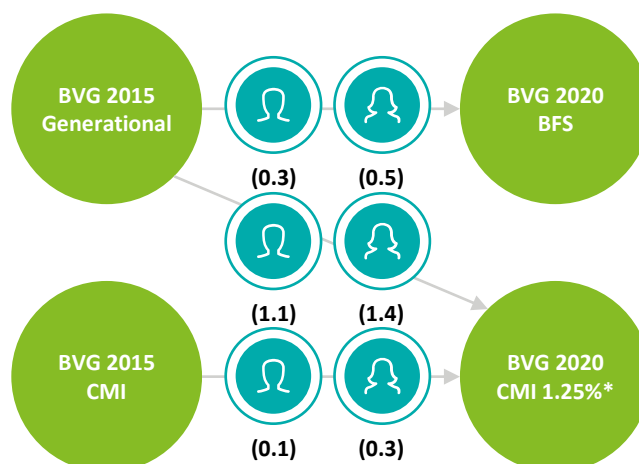 BVG 2015
Generational
BVG 2020
BFS
(0.3)
(0.5)
(1.1)
(1.4)
BVG 2015
CMI
BVG 2020
CMI 1.25%*
(0.1)
(0.3)